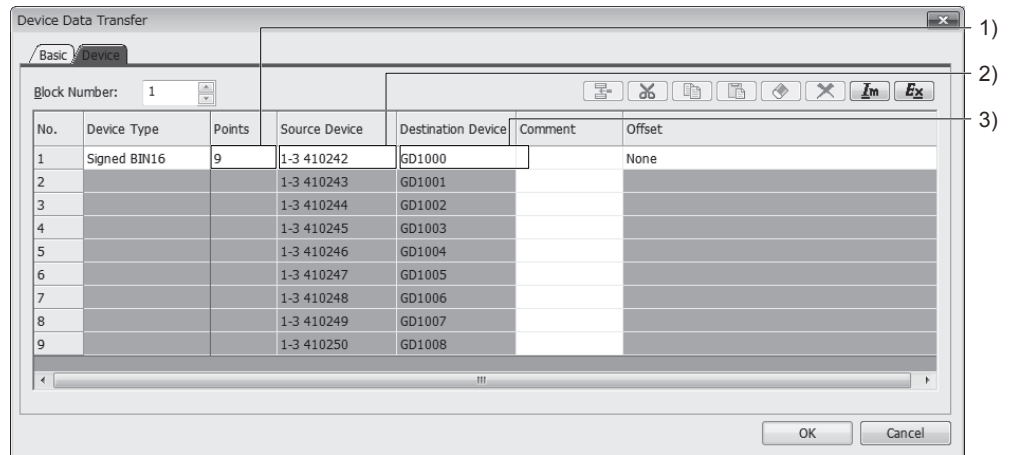 Device Data Transfer
1)
Basic Device
2)
Block Number: 1 Im Ex
3)
No. Device Type Points Source Device Destination Device Comment Offset
1 Signed BIN16 9 1-3 410242 GD1000 None
2 1-3 410243 GD1001
3 1-3 410244 GD1002
4 1-3 410245 GD1003
5 1-3 410246 GD1004
6 1-3 410247 GD1005
7 1-3 410248 GD1006
8 1-3 410249 GD1007
9 1-3 410250 GD1008
OK Cancel